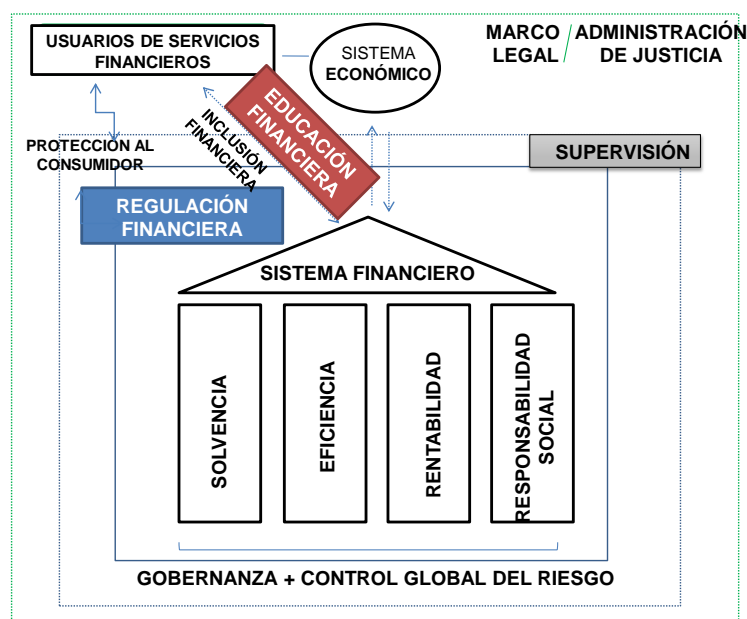 USUARIOS DE SERVICIOS
FINANCIEROS
SISTEMA
ECONÓMICO
MARCO
LEGAL
ADMINISTRACIÓN
DE JUSTICIA
EDUCACIÓN
FINANCIERA
INCLUSIÓN
FINANCIERA
PROTECCIÓN AL
CONSUMIDOR
SUPERVISIÓN
REGULACIÓN
FINANCIERA
SISTEMA FINANCIERO
SOLVENCIA
EFICIENCIA
RENTABILIDAD
RESPONSABILIDAD
SOCIAL
GOBERNANZA + CONTROL GLOBAL DEL RIESGO